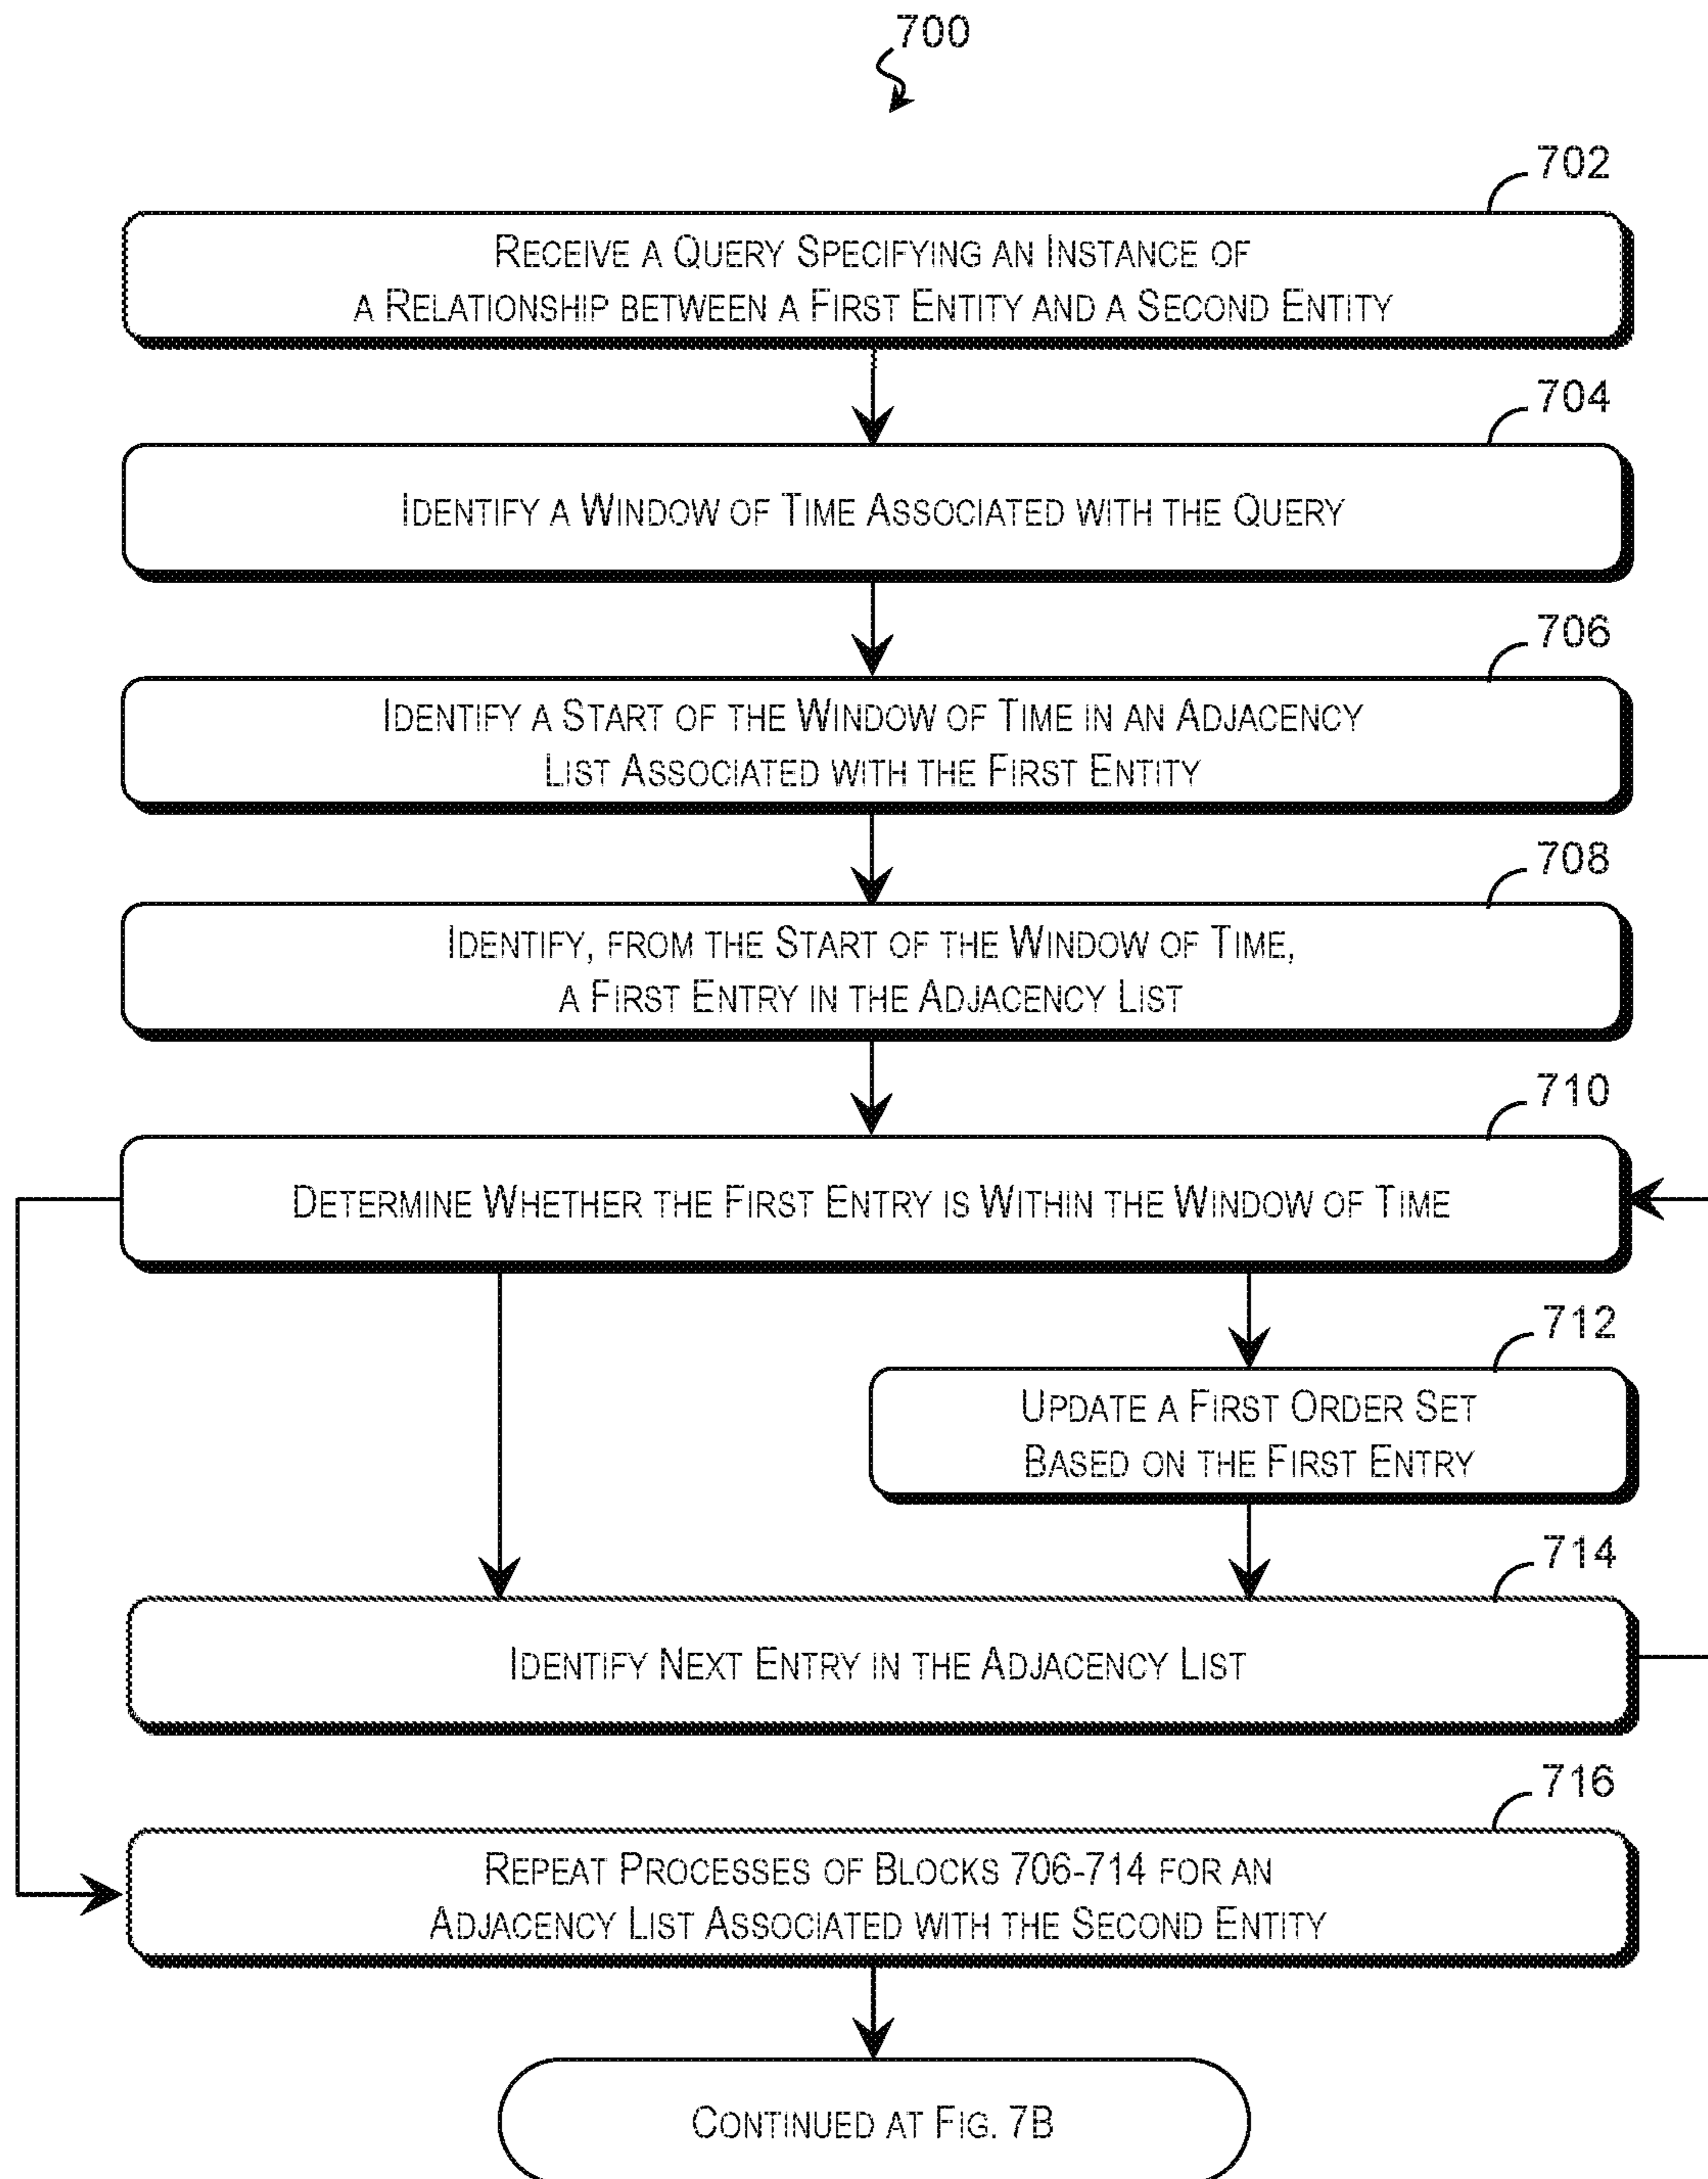 700
702
Receive a Query Specifying an Instance of
a Relationship between a First Entity and a Second Entity
704
Identify a Window of Time Associated with the Query
706
Identify a Start of the Window of Time in an Adjacency
List Associated with the First Entity
708
Identify, from the Start of the Window of Time,
a First Entry in the Adjacency List
710
Determine Whether the First Entry is Within the Window of Time
712
Update a First Order Set
Based on the First Entry
714
Identify Next Entry in the Adjacency List
716
Repeat Processes of Blocks 706-714 for an
Adjacency List Associated with the Second Entity
Continued at Fig. 7B